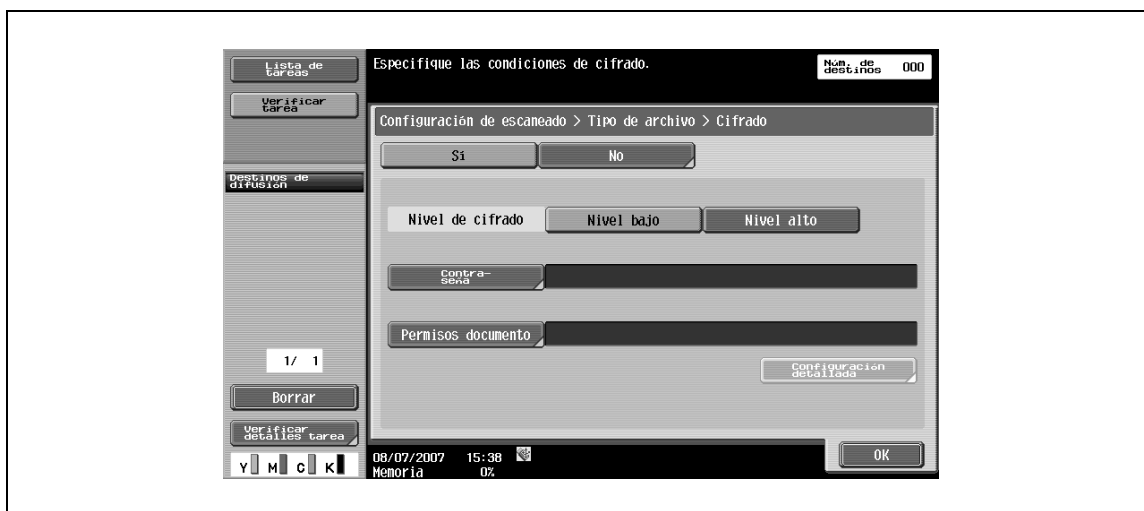 Lista de
tareas
Verificar
tarea
Destinos de
difusión
1/ 1
Borrar
Verificar
detalles tarea
Y M C K
Especifique las condiciones de cifrado.
Núm. de
destinos 000
Configuración de escaneado > Tipo de archivo > Cifrado
Sí No
Nivel de cifrado Nivel bajo Nivel alto
Contra-
seña
Permisos documento
Configuración
detallada
OK
08/07/2007 15:38
Memoria 0%